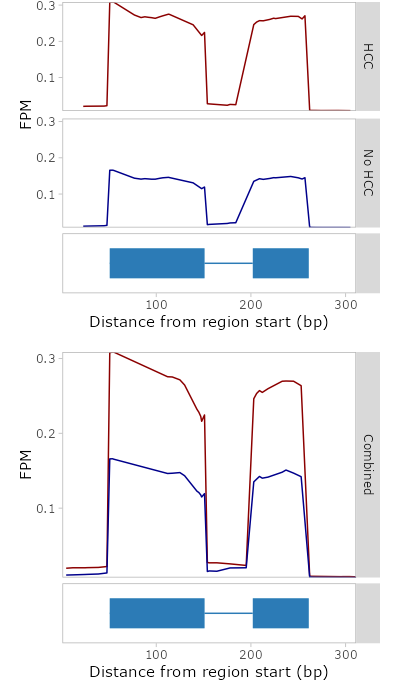 0.3
0.2
0.1
HCC
FPM
0.3
0.2
0.1
No HCC
100
200
300
Distance from region start (bp)
0.3
0.2
0.1
FPM
Combined
100
200
300
Distance from region start (bp)